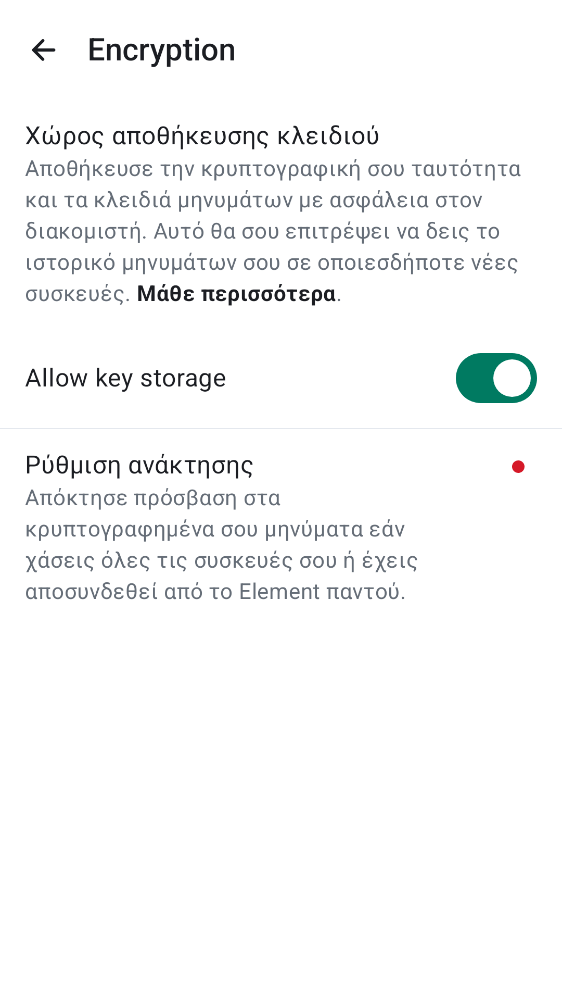 Encryption
Χώρος αποθήκευσης κλειδιού
Αποθήκευσε την κρυπτογραφική σου ταυτότητα
και τα κλειδιά μηνυμάτων με ασφάλεια στον
διακομιστή. Αυτό θα σου επιτρέψει να δεις το
ιστορικό μηνυμάτων σου σε οποιεσδήποτε νέες
συσκευές. Μάθε περισσότερα.
Allow key storage
Ρύθμιση ανάκτησης
Απόκτησε πρόσβαση στα
κρυπτογραφημένα σου μηνύματα εάν
χάσεις όλες τις συσκευές σου ή έχεις
αποσυνδεθεί από το Element παντού.